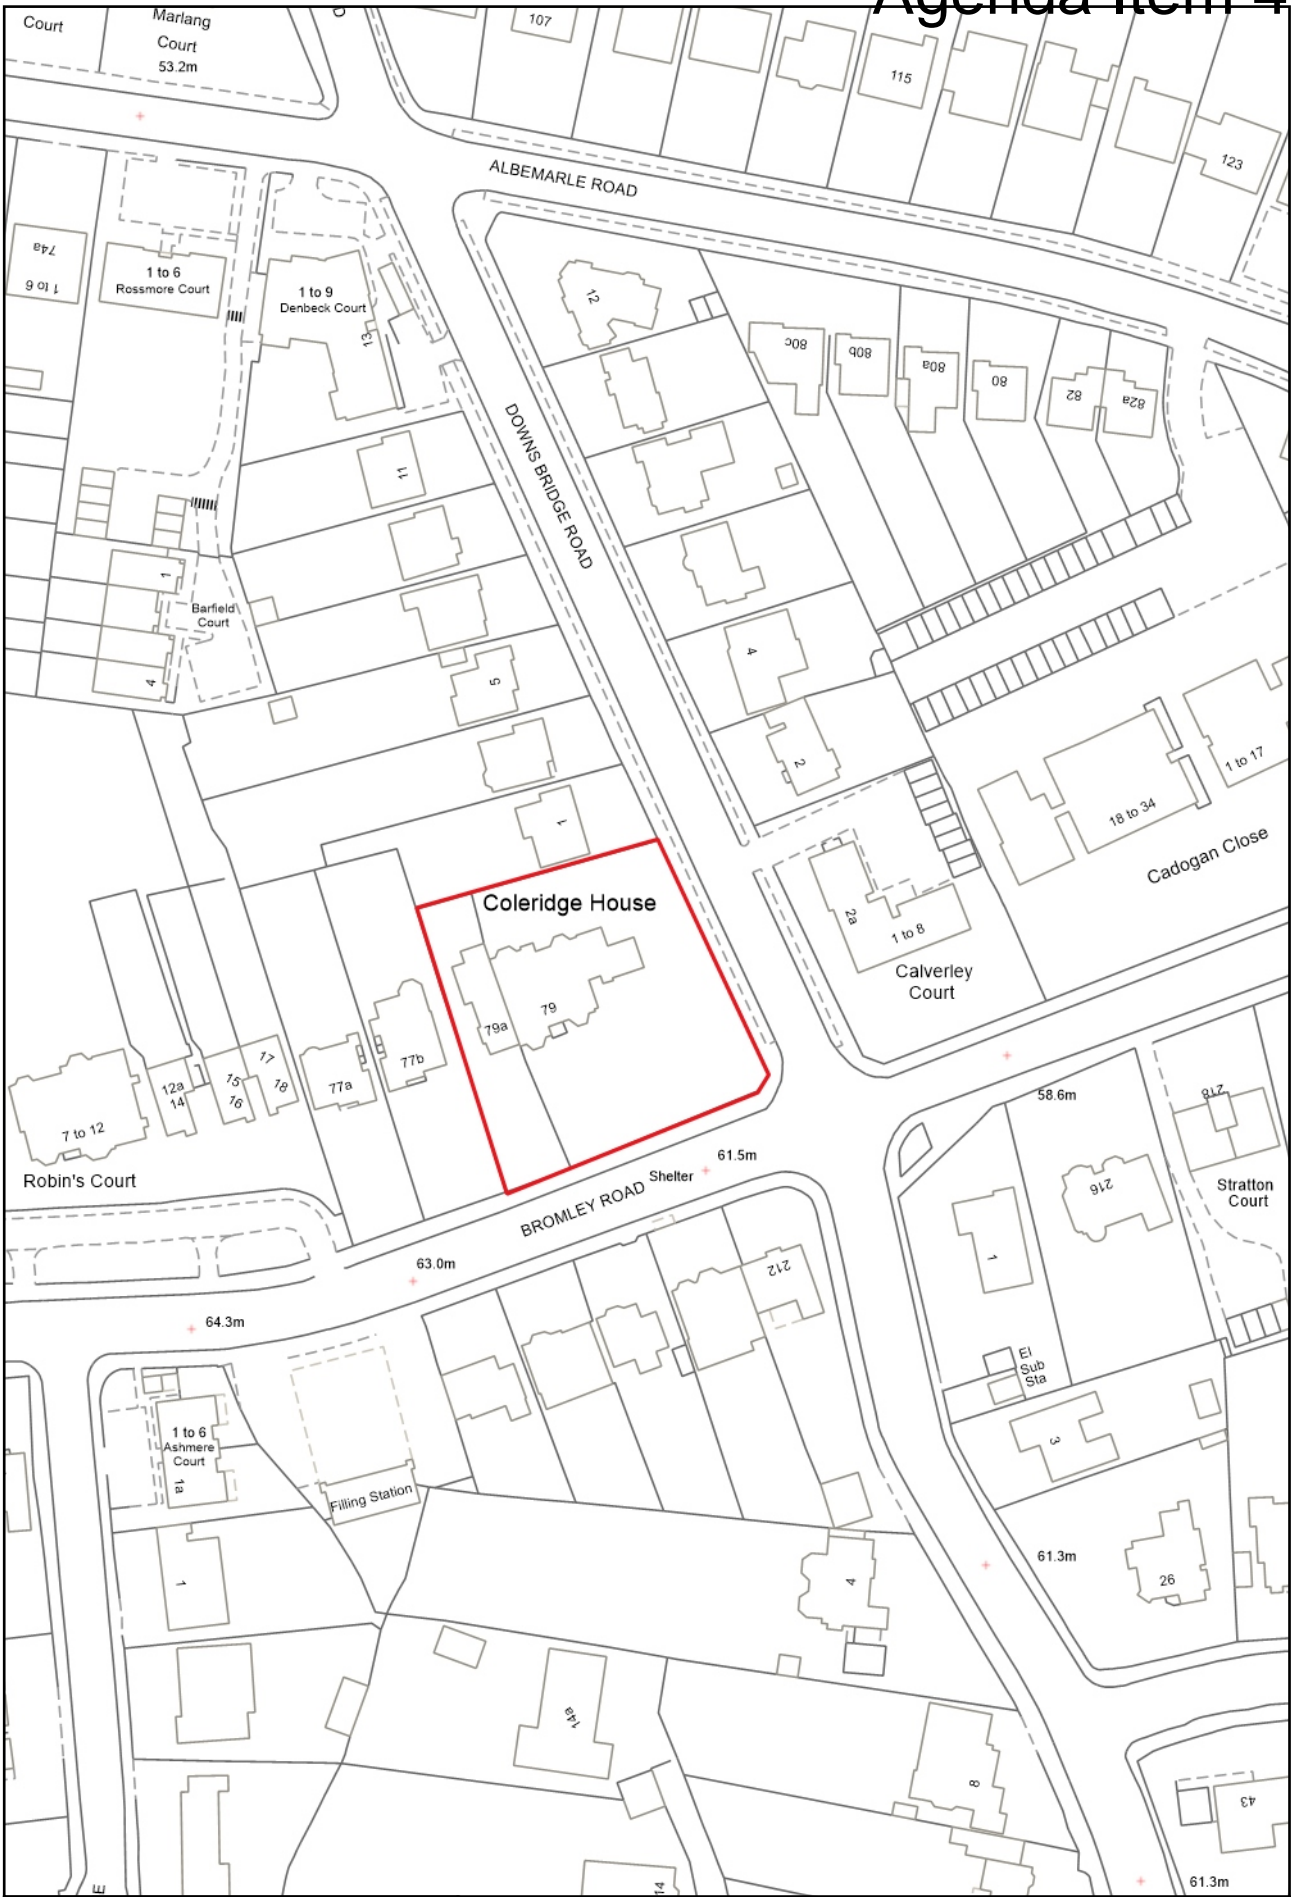 Agenda Item 4
Court
Marlang
Court
53.2m
107
115
123
ALBEMARLE ROAD
74a
1 to 6
1 to 6
Rossmore Court
1 to 9
Denbeck Court
13
12
80c
80b
80a
80
82
82a
DOWNS BRIDGE ROAD
11
1
Barfield
Court
4
5
4
2
1
1 to 17
18 to 34
Cadogan Close
Coleridge House
2a
1 to 8
Calverley
Court
79a
79
77b
77a
17
18
15
16
12a
14
7 to 12
Robin's Court
58.6m
218
61.5m
Shelter
BROMLEY ROAD
216
Stratton
Court
1
63.0m
212
64.3m
El
Sub
Sta
1 to 6
Ashmere
Court
1a
3
Filling Station
1
4
61.3m
26
14a
8
43
14
E
61.3m